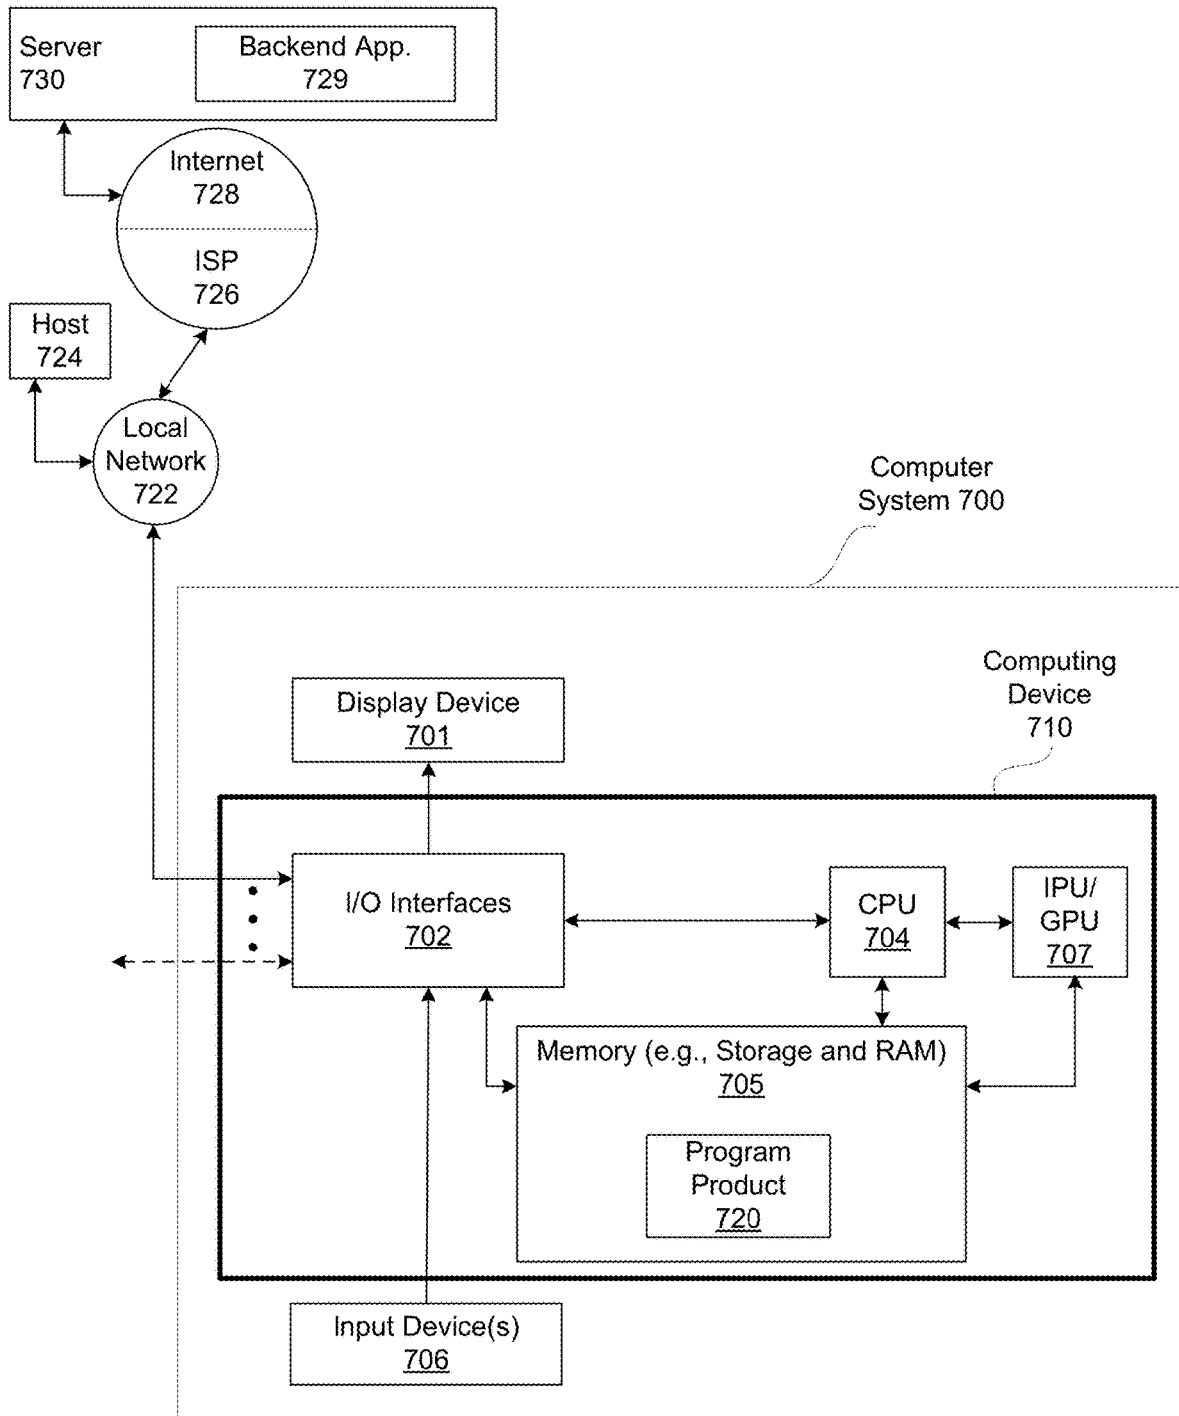 Server
730
Backend App.
729
Internet
728
ISP
726
Host
724
Local
Network
722
Computer
System 700
Computing
Device
710
Display Device
701
I/O Interfaces
702
CPU
704
IPU/
GPU
707
Memory (e.g., Storage and RAM)
705
Program
Product
720
Input Device(s)
706